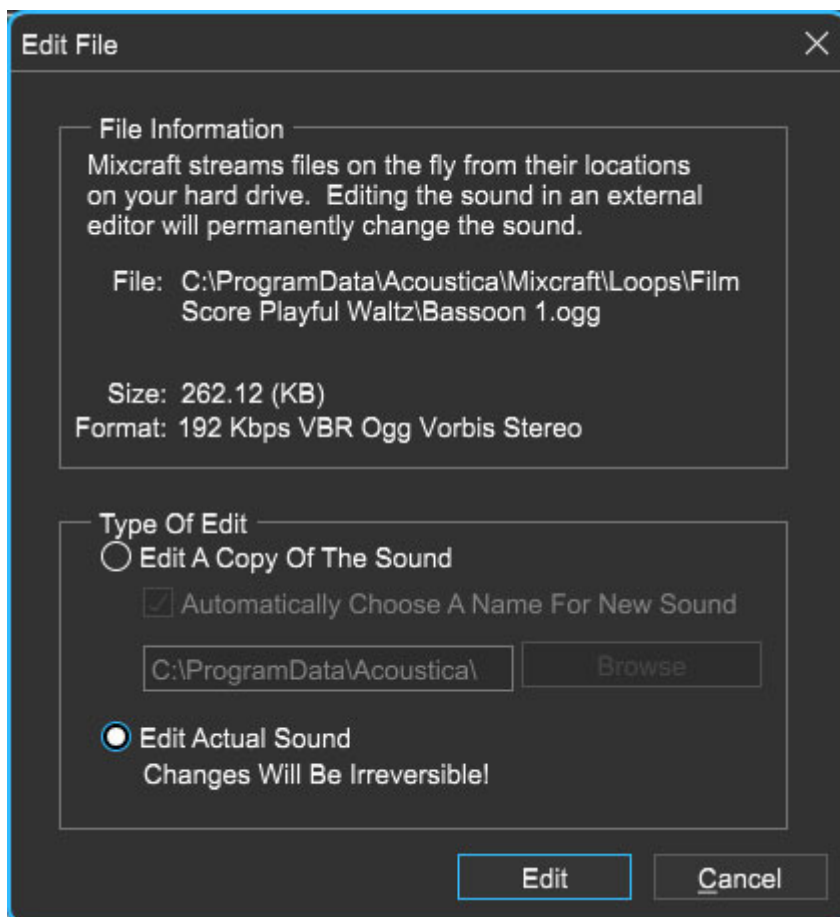 Edit File
File Information
Mixcraft streams files on the fly from their locations
on your hard drive.  Editing the sound in an external
editor will permanently change the sound.
File: C:\ProgramData\Acoustica\Mixcraft\Loops\Film
Score Playful Waltz\Bassoon 1.ogg
Size: 262.12 (KB)
Format: 192 Kbps VBR Ogg Vorbis Stereo
Type Of Edit
Edit A Copy Of The Sound
Automatically Choose A Name For New Sound
C:\ProgramData\Acoustica\ Browse
Edit Actual Sound
Changes Will Be Irreversible!
Edit Cancel